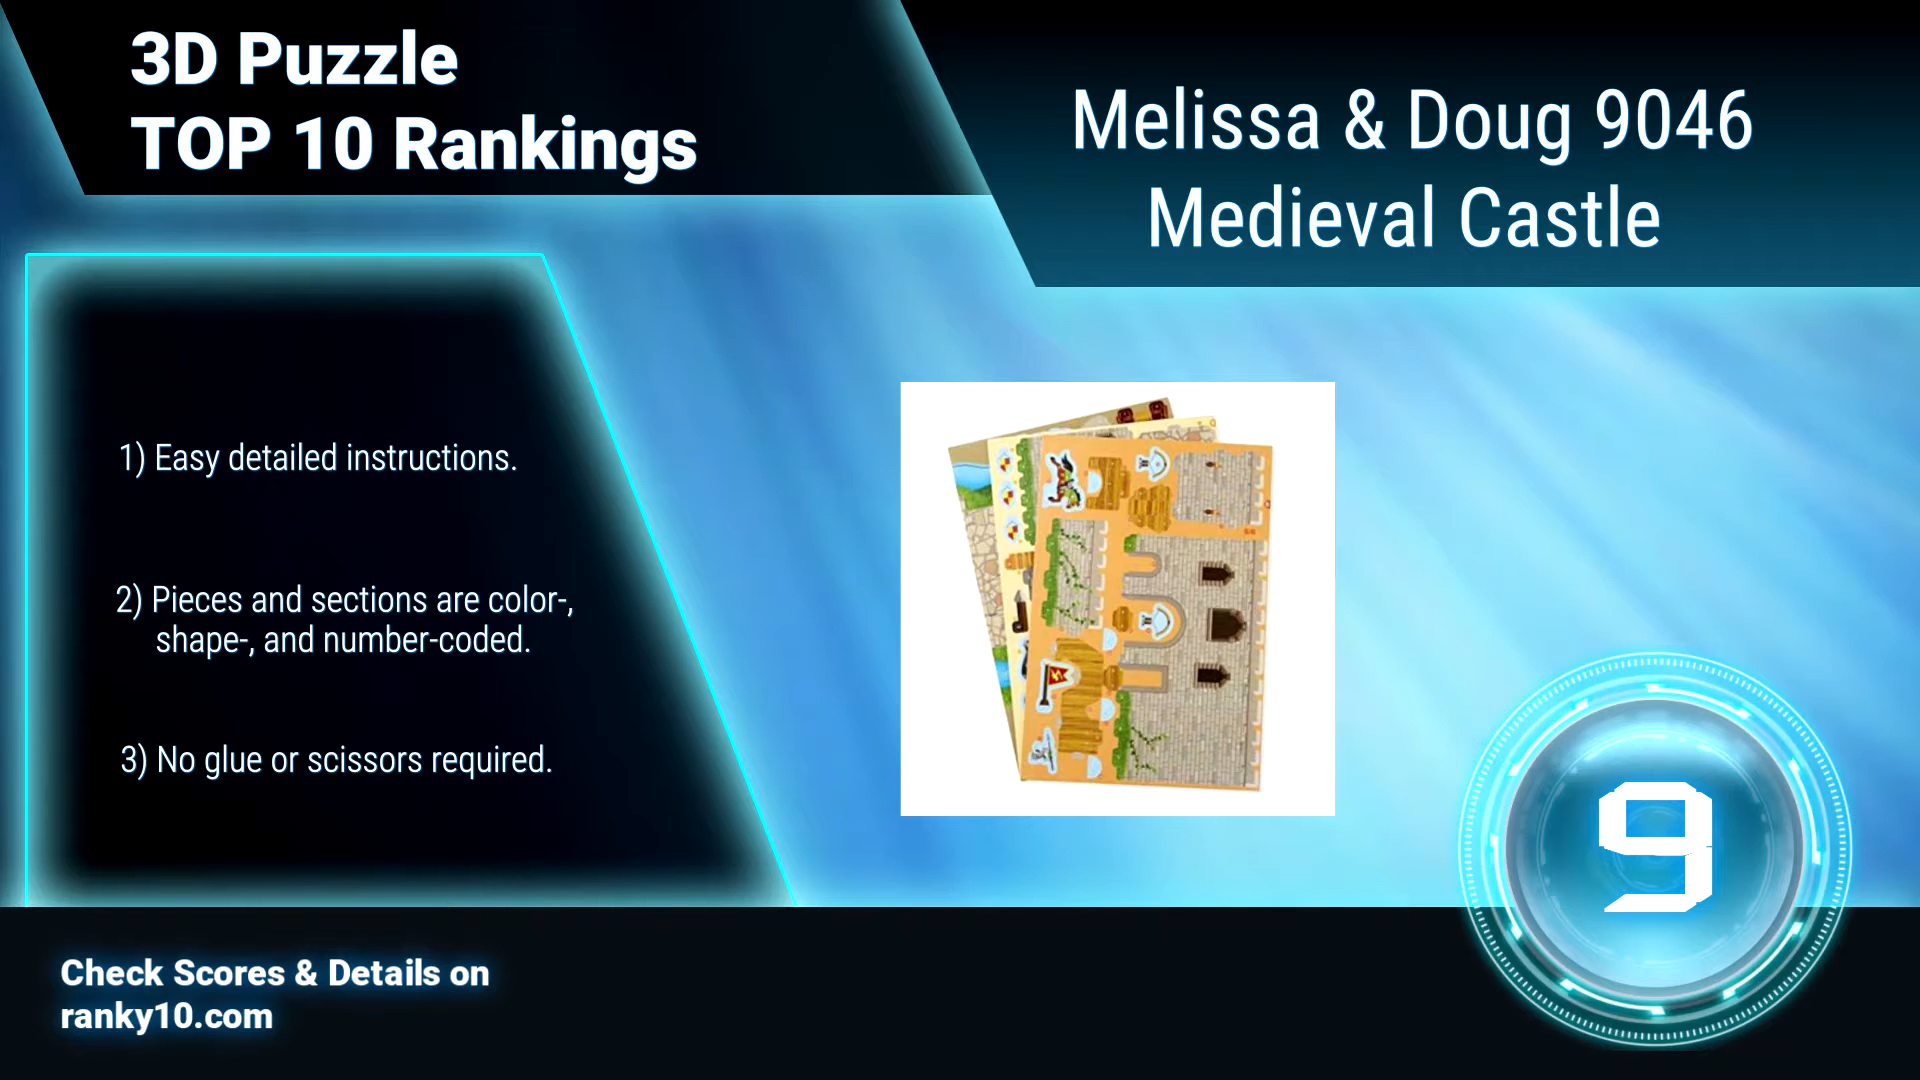 3D Puzzle
TOP 10 Rankings
Melissa & Doug 9046
Medieval Castle
1) Easy detailed instructions.
2) Pieces and sections are color-,
shape-, and number-coded.
3) No glue or scissors required.
9
Check Scores & Details on
ranky10.com